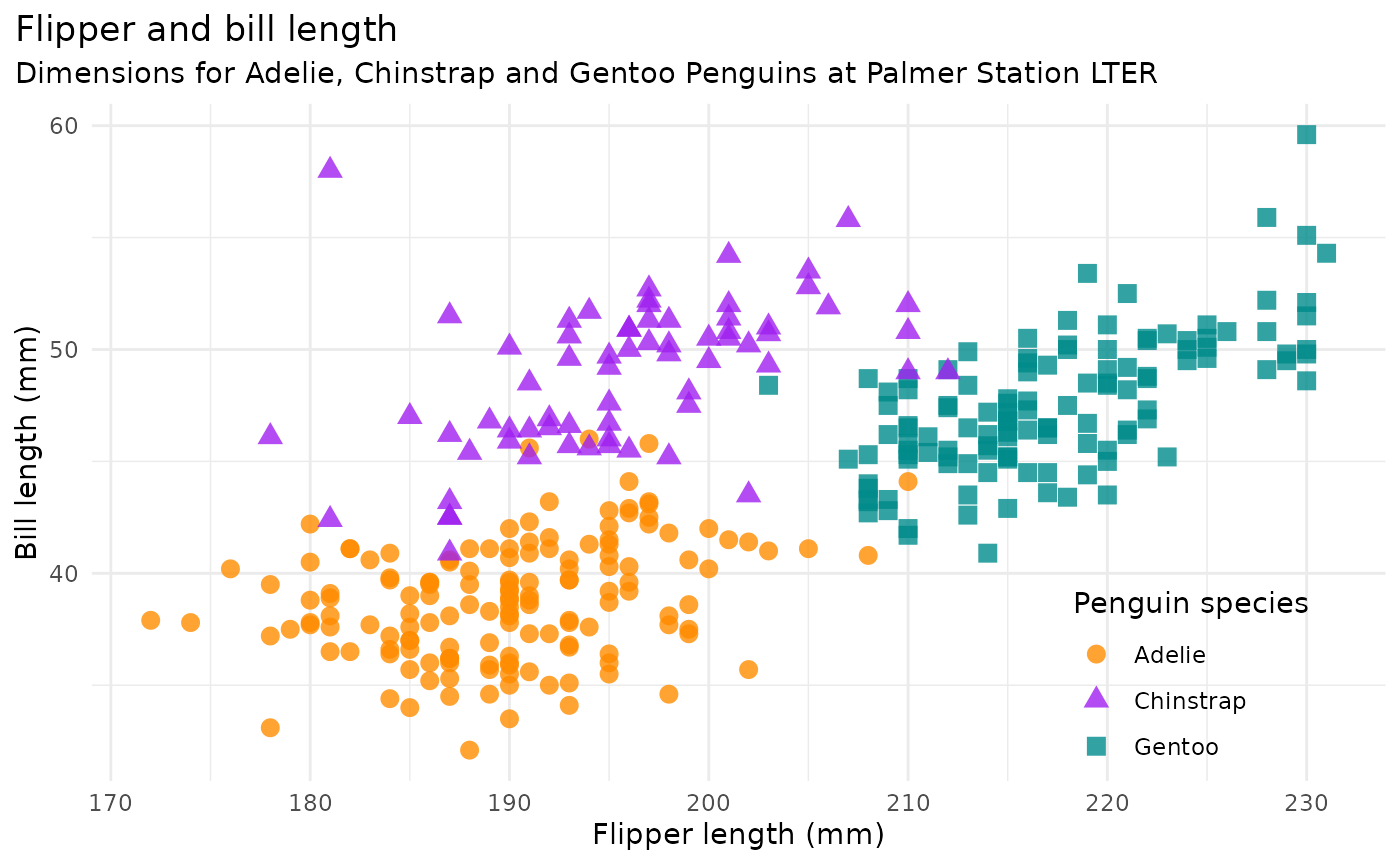 Flipper and bill length
Dimensions for Adelie, Chinstrap and Gentoo Penguins at Palmer Station LTER
60
50
40
Bill length (mm)
Penguin species
Adelie
Chinstrap
Gentoo
170 180 190 200 210 220 230
Flipper length (mm)